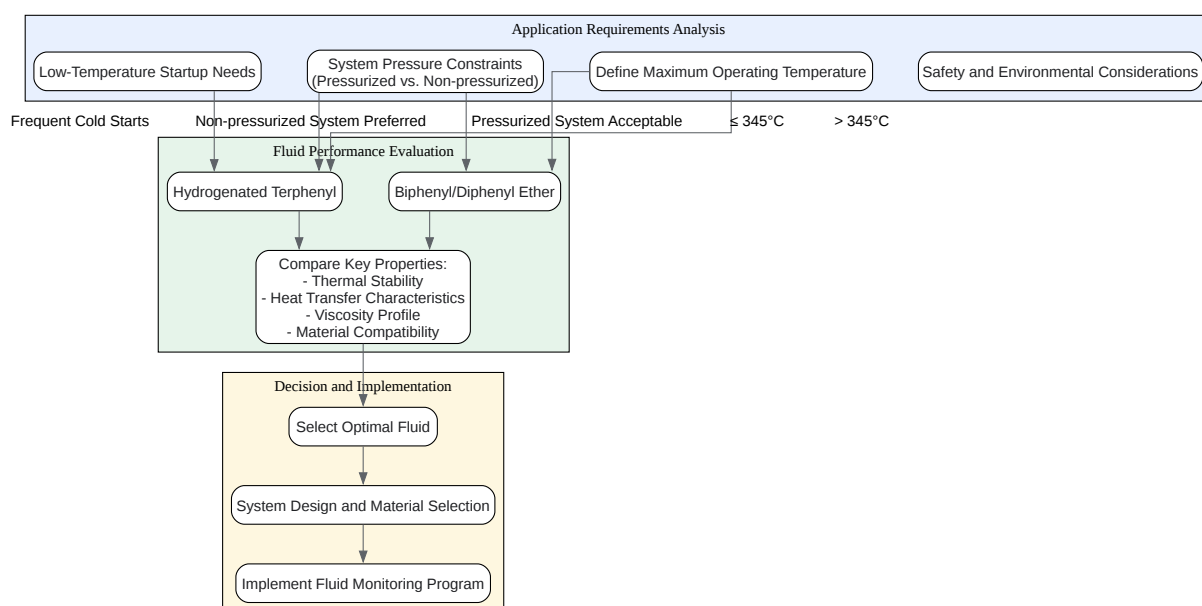 Application Requirements Analysis
Low-Temperature Startup Needs
System Pressure Constraints
(Pressurized vs. Non-pressurized)
Define Maximum Operating Temperature
Safety and Environmental Considerations
Frequent Cold Starts
Non-pressurized System Preferred
Pressurized System Acceptable
≤ 345°C
> 345°C
Fluid Performance Evaluation
Hydrogenated Terphenyl
Biphenyl/Diphenyl Ether
Compare Key Properties:
- Thermal Stability
- Heat Transfer Characteristics
- Viscosity Profile
- Material Compatibility
Decision and Implementation
Select Optimal Fluid
System Design and Material Selection
Implement Fluid Monitoring Program